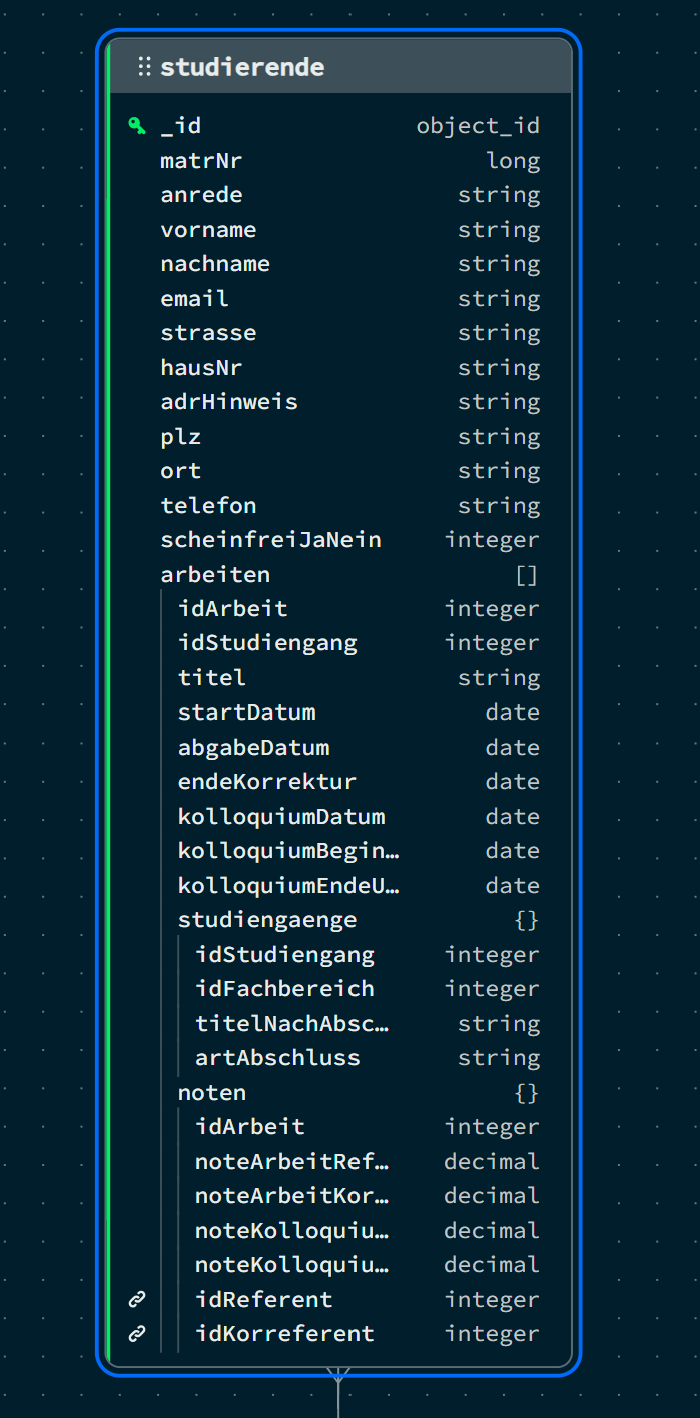 studierende
_id object_id
matrNr long
anrede string
vorname string
nachname string
email string
strasse string
hausNr string
adrHinweis string
plz string
ort string
telefon string
scheinfreiJaNein integer
arbeiten []
idArbeit integer
idStudiengang integer
titel string
startDatum date
abgabeDatum date
endeKorrektur date
kolloquiumDatum date
kolloquiumBegin… date
kolloquiumEndeU… date
studiengaenge {}
idStudiengang integer
idFachbereich integer
titelNachAbsc… string
artAbschluss string
noten {}
idArbeit integer
noteArbeitRef… decimal
noteArbeitKor… decimal
noteKolloquiu… decimal
noteKolloquiu… decimal
idReferent integer
idKorreferent integer